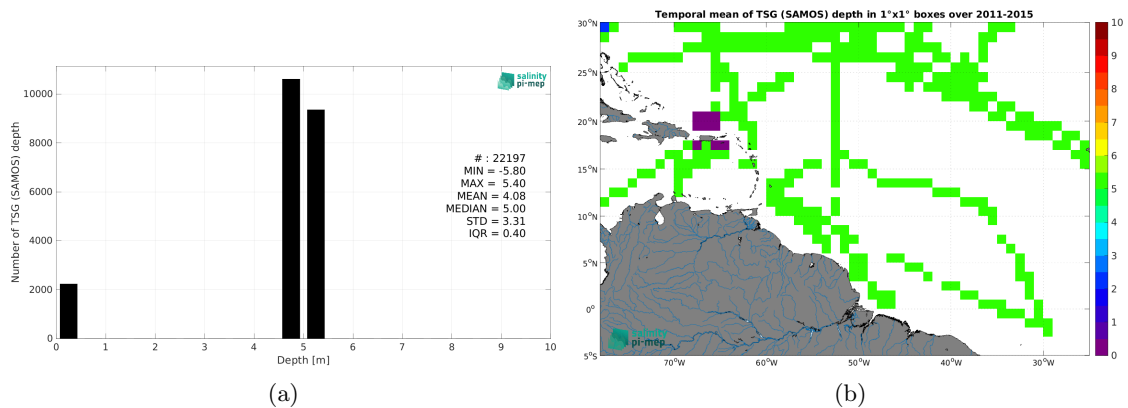 salinity
pi-mep
10000
8000
6000
4000
2000
0
Number of TSG (SAMOS) depth
# : 22197
MIN = -5.80
MAX = 5.40
MEAN = 4.08
MEDIAN = 5.00
STD = 3.31
IQR = 0.40
0 1 2 3 4 5 6 7 8 9 10
Depth [m]
(a)
Temporal mean of TSG (SAMOS) depth in 1°x1° boxes over 2011-2015
30°N
25°N
20°N
15°N
10°N
5°N
0°
5°S
70°W 60°W 50°W 40°W 30°W
salinity
pi-mep
10
9
8
7
6
5
4
3
2
1
0
(b)